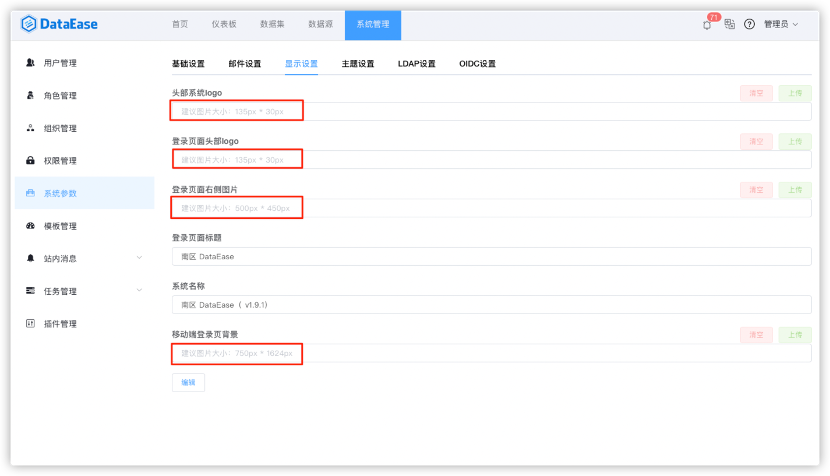 DataEase
首页 仪表板 数据集 数据源 系统管理
71
管理员
用户管理
角色管理
组织管理
权限管理
系统参数
模板管理
站内消息
任务管理
插件管理
基础设置 邮件设置 显示设置 主题设置 LDAP设置 OIDC设置
头部系统logo 清空 上传
建议图片大小：135px * 30px
登录页面头部logo 清空 上传
建议图片大小：135px * 30px
登录页面右侧图片 清空 上传
建议图片大小：500px * 450px
登录页面标题
南区 DataEase
系统名称
南区 DataEase（ v1.9.1)
移动端登录页背景 清空 上传
建议图片大小：750px * 1624px
编辑